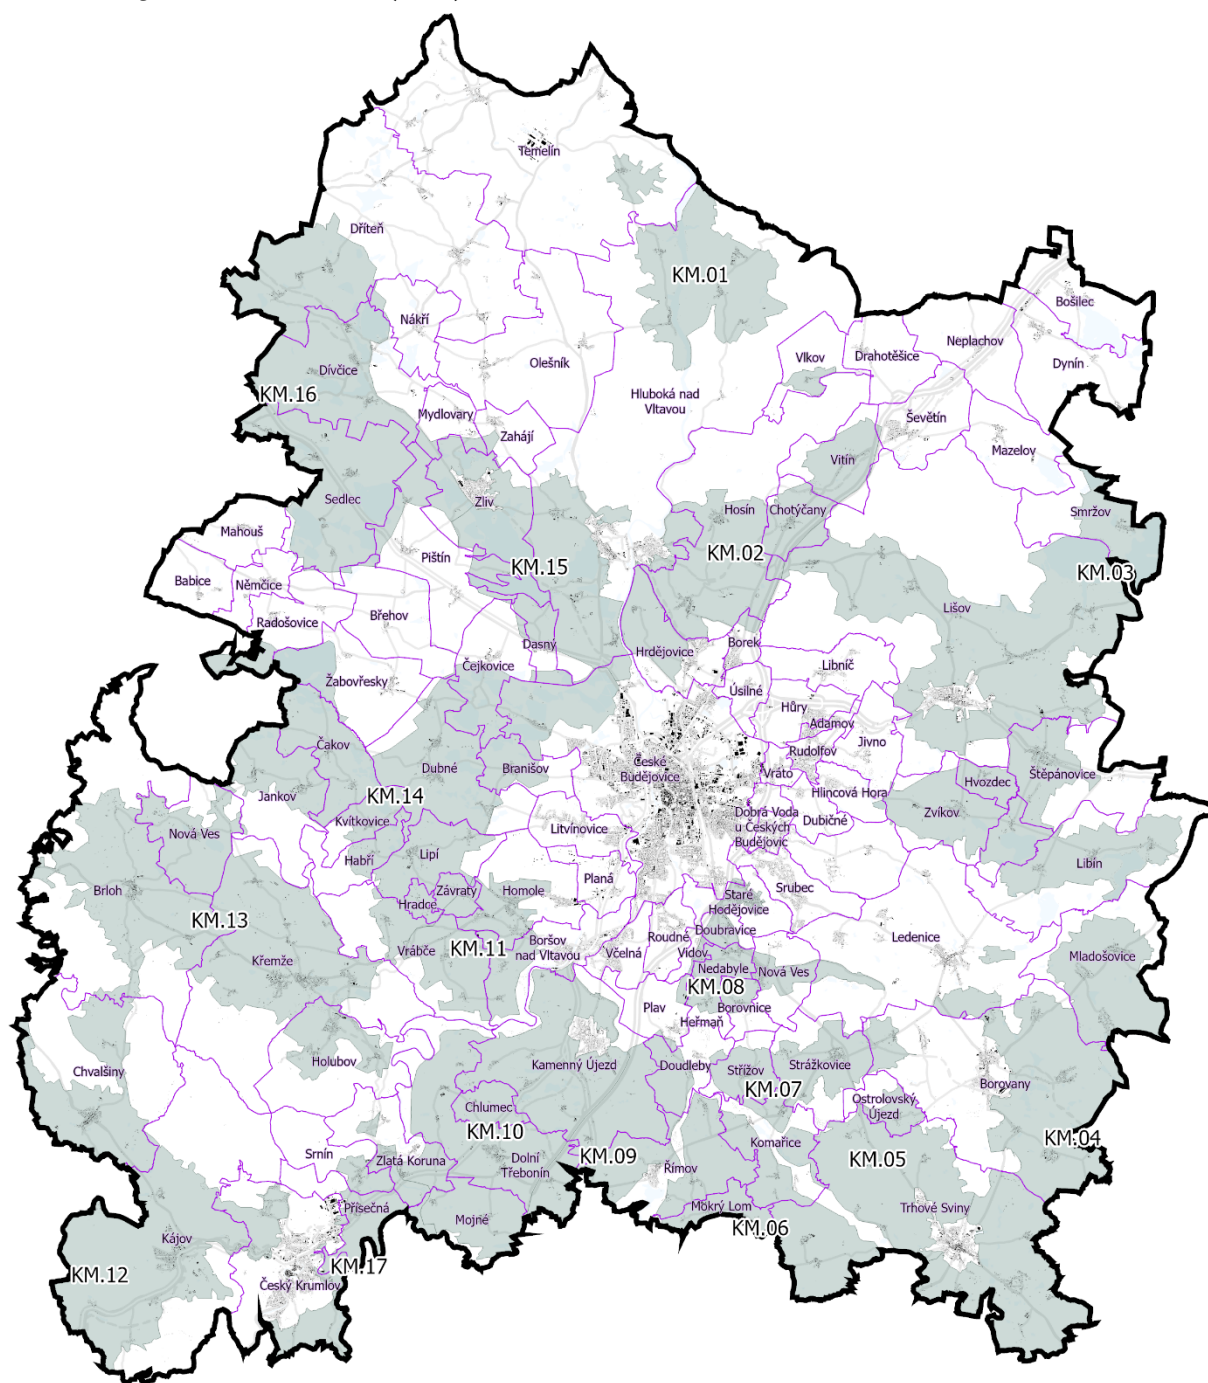 Temelín
Dříteň
KM.01
Nákří
Bošilec
Neplachov
Vlkov
Drahotěšice
Dynín
Olešník
Dívčice
KM.16
Hluboká nad
Vltavou
Mydlovary
Zahájí
Ševětín
Mazelov
Vitín
Sedlec
Zliv
Hosín
Chotýčany
Smržov
Mahouš
Pištín
KM.15
KM.02
KM.03
Babice
Němčice
Břehov
Lišov
Radošovice
Dasný
Hrdějovice
Borek
Čejkovice
Libníč
Žabovřesky
Úsilné
Hůry
Adamov
Jivno
Čakov
Dubné
Branišov
České
Budějovice
Rudolfov
Vráto
Štěpánovice
Hvozdec
Jankov
KM.14
Hlincová Hora
Zvíkov
Kvítkovice
Litvínovice
Dobrá Voda
u Českých
Budějovic
Dubičné
Nová Ves
Habří
Lipí
Libín
Brloh
Závraty
Homole
Planá
Srubec
Hradce
Staré
Hodějovice
KM.13
Doubravice
Roudné
Ledenice
Vrábče
KM.11
Boršov
nad Vltavou
Včelná
Vidov
Mladošovice
Křemže
Nedabyle
Nová Ves
KM.08
Plav
Borovnice
Heřmaň
Holubov
Kamenný Újezd
Doudleby
Střížov
Strážkovice
Chvalšiny
KM.07
Borovany
Ostrolovský
Újezd
Chlumec
KM.10
Komařice
KM.04
Srnín
Zlatá Koruna
Dolní
Třebonín
KM.09
Římov
KM.05
Přísečná
Mojné
Mokrý Lom
Trhové Sviny
KM.06
Kájov
KM.12
KM.17
Český Krumlov